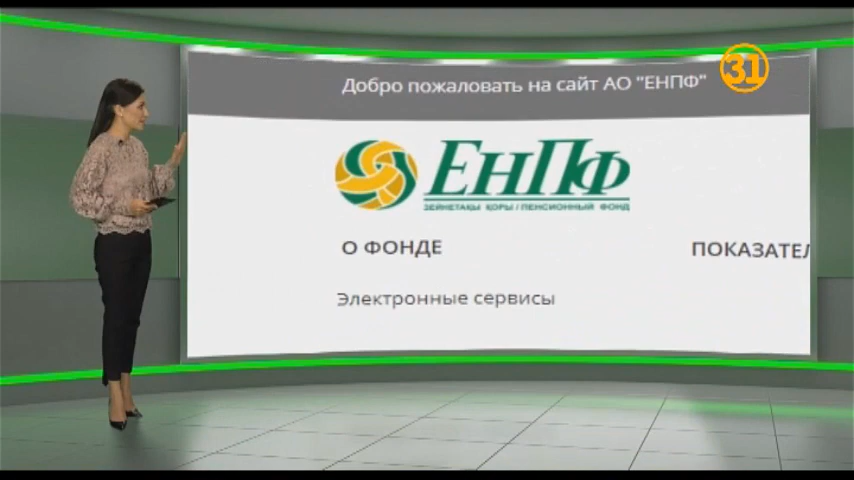 31
Добро пожаловать на сайт АО "ЕНПФ"
ЕНПФ
ЗЕЙНЕТАҚЫ ҚОРЫ / ПЕНСИОННЫЙ ФОНД
О ФОНДЕ
ПОКАЗАТЕЛ
Электронные сервисы